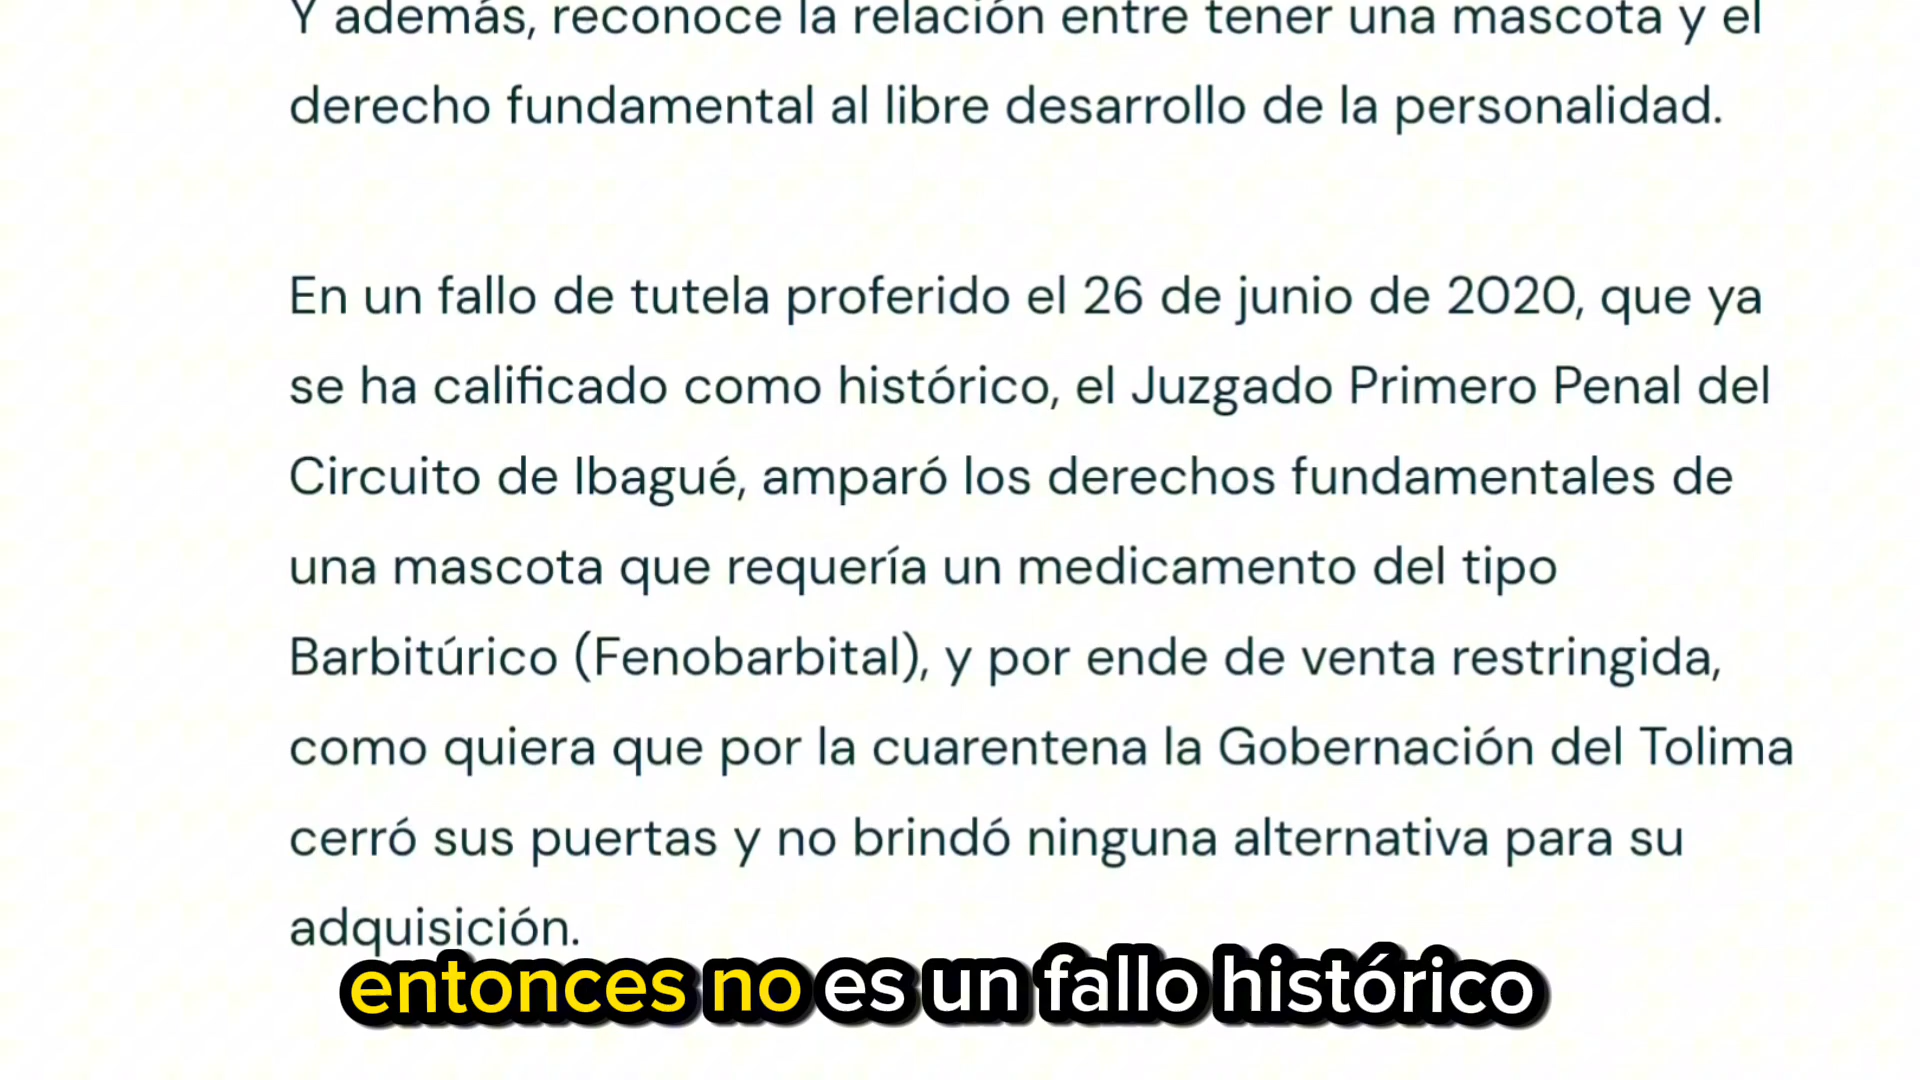 Y además, reconoce la relación entre tener una mascota y el
derecho fundamental al libre desarrollo de la personalidad.
En un fallo de tutela proferido el 26 de junio de 2020, que ya
se ha calificado como histórico, el Juzgado Primero Penal del
Circuito de Ibagué, amparó los derechos fundamentales de
una mascota que requería un medicamento del tipo
Barbitúrico (Fenobarbital), y por ende de venta restringida,
como quiera que por la cuarentena la Gobernación del Tolima
cerró sus puertas y no brindó ninguna alternativa para su
adquisición.
entonces no es un fallo histórico